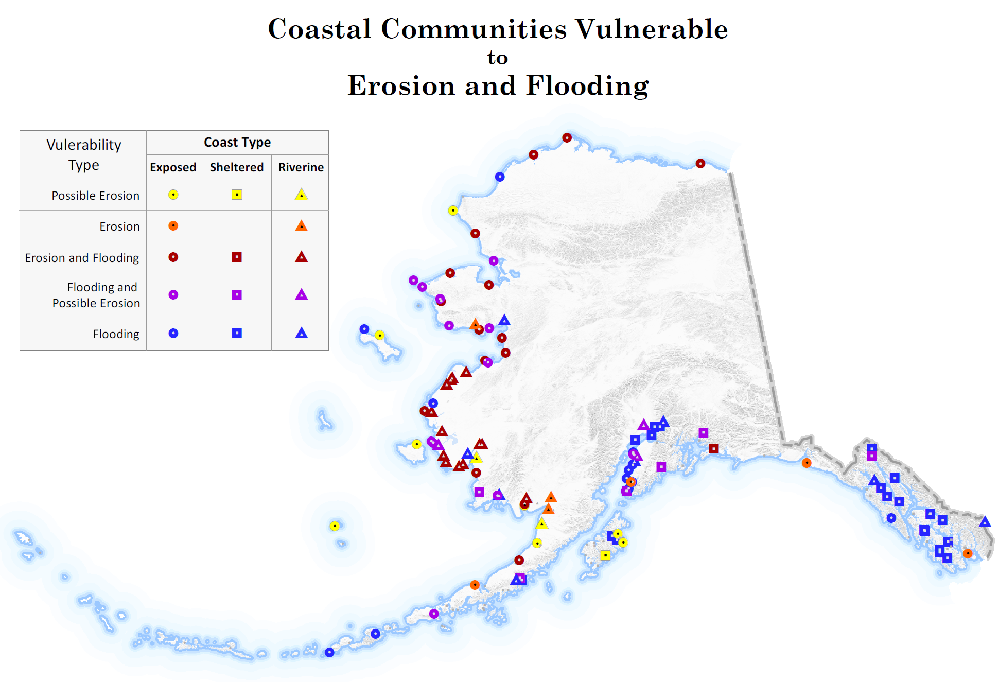 Coastal Communities Vulnerable
to
Erosion and Flooding
Vulerability
Type
Coast Type
Exposed Sheltered Riverine
Possible Erosion
Erosion
Erosion and Flooding
Flooding and
Possible Erosion
Flooding